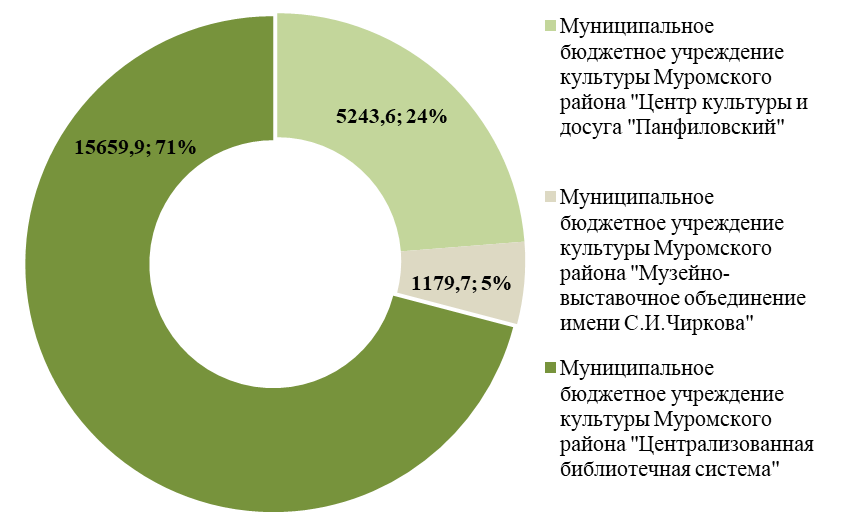 5243,6; 24%
15659,9; 71%
1179,7; 5%
Муниципальное
бюджетное учреждение
культуры Муромского
района "Центр культуры и
досуга "Панфиловский"
Муниципальное
бюджетное учреждение
культуры Муромского
района "Музейно-
выставочное объединение
имени С.И.Чиркова"
Муниципальное
бюджетное учреждение
культуры Муромского
района "Централизованная
библиотечная система"